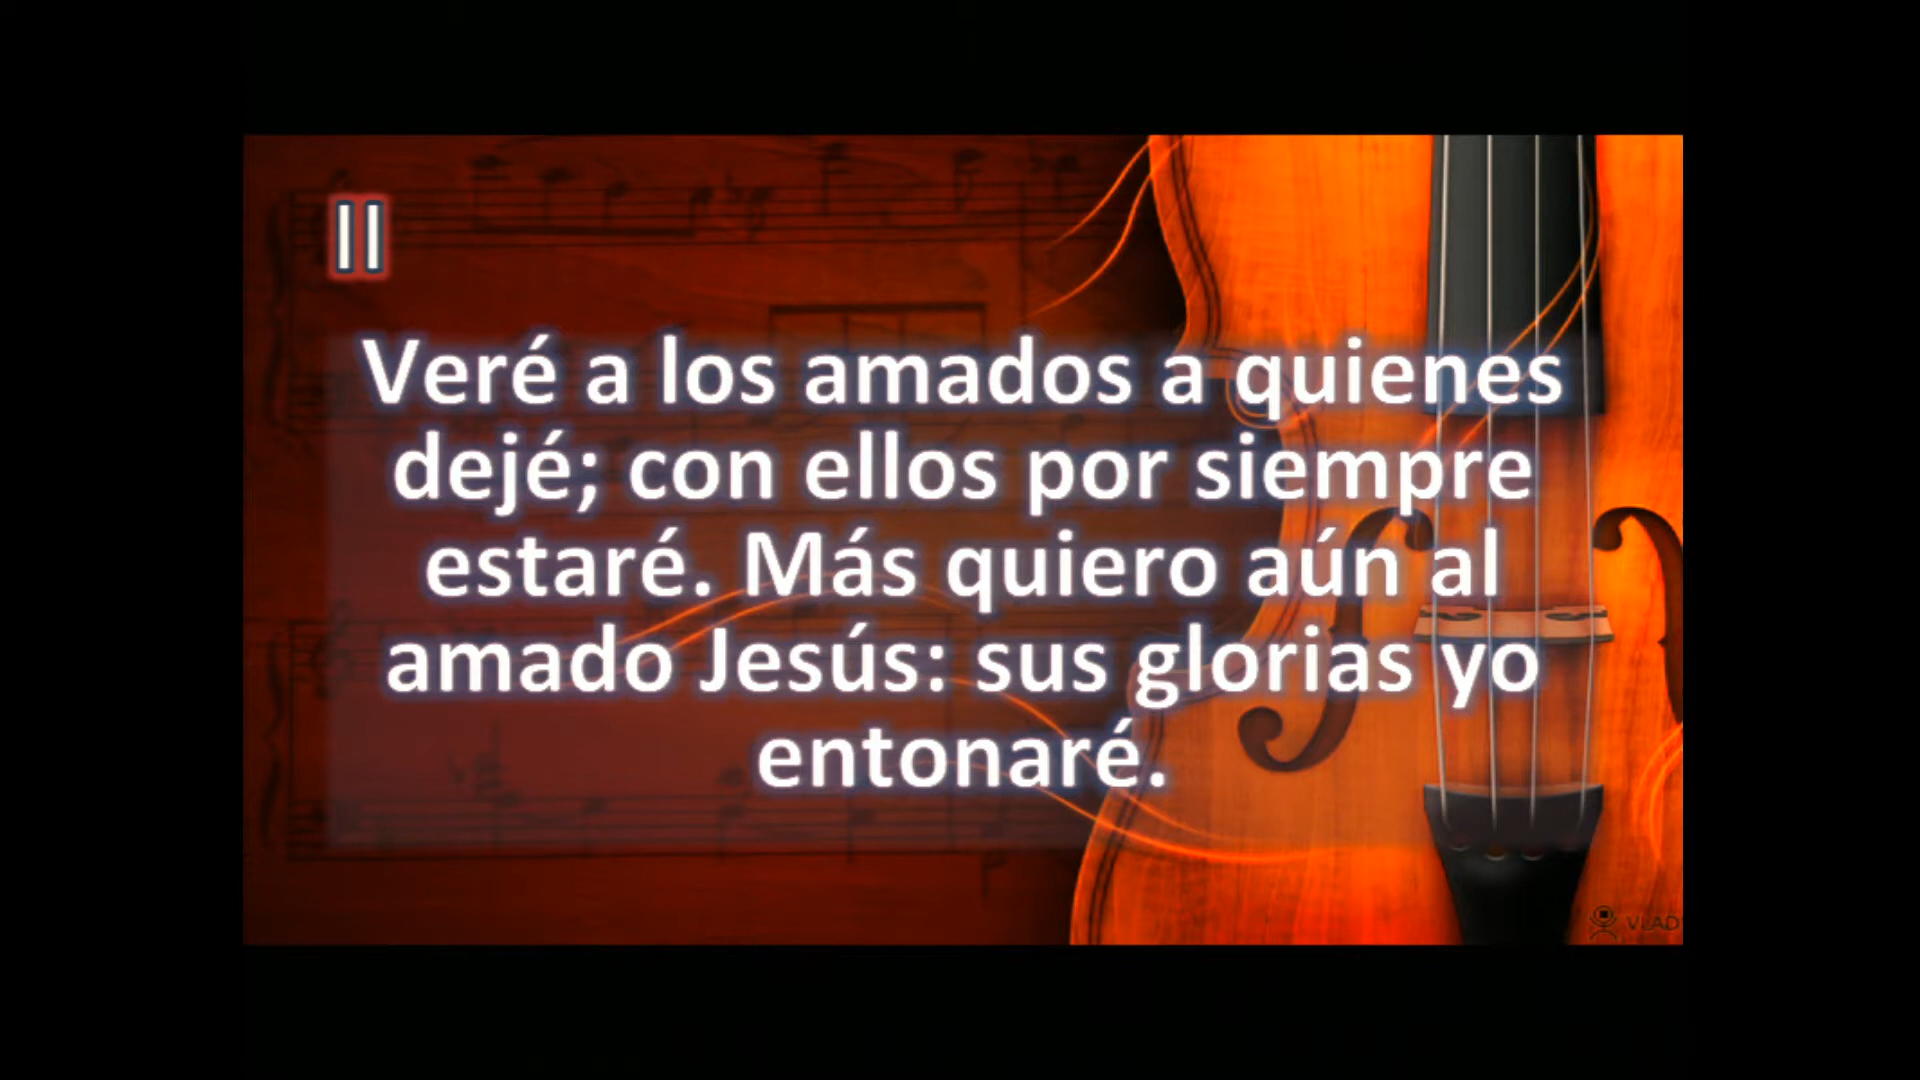 II
Veré a los amados a quienes
dejé; con ellos por siempre
estaré. Más quiero aún al
amado Jesús: sus glorias yo
entonaré.